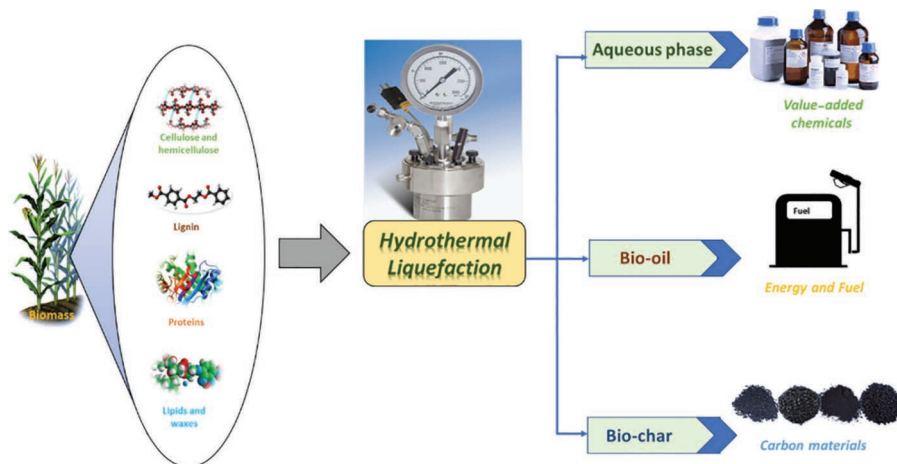 Biomass
Cellulose and
hemicellulose
Lignin
Proteins
Lipids and
waxes
Hydrothermal
Liquefaction
Aqueous phase
Value-added
chemicals
Bio-oil
Fuel
Energy and Fuel
Bio-char
Carbon materials